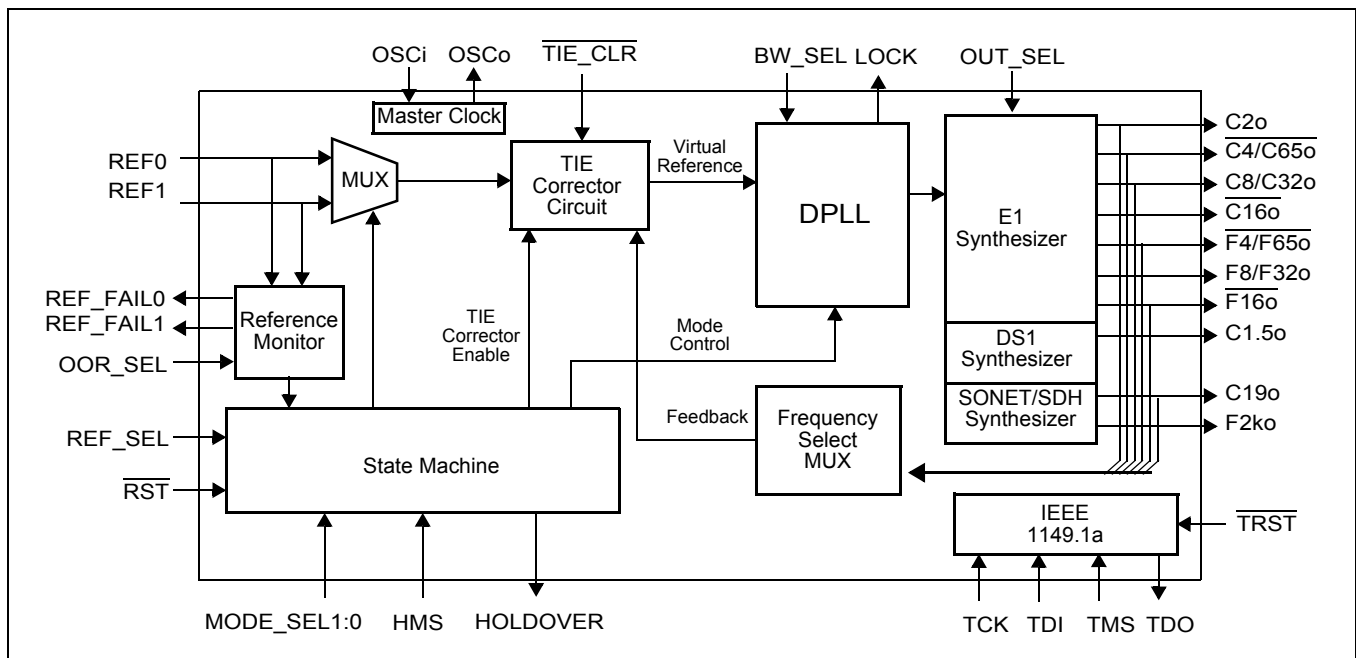 OSCi OSCo TIE_CLR BW_SEL LOCK OUT_SEL
Master Clock
REF0
REF1
MUX
TIE
Corrector
Circuit
Virtual
Reference
DPLL
E1
Synthesizer
DS1
Synthesizer
SONET/SDH
Synthesizer
C2o
C4/C65o
C8/C32o
C16o
F4/F65o
F8/F32o
F16o
C1.5o
C19o
F2ko
REF_FAIL0
REF_FAIL1
OOR_SEL
Reference
Monitor
TIE
Corrector
Enable
Mode
Control
REF_SEL
RST
State Machine
Feedback
Frequency
Select
MUX
IEEE
1149.1a
TRST
MODE_SEL1:0 HMS HOLDOVER
TCK TDI TMS TDO